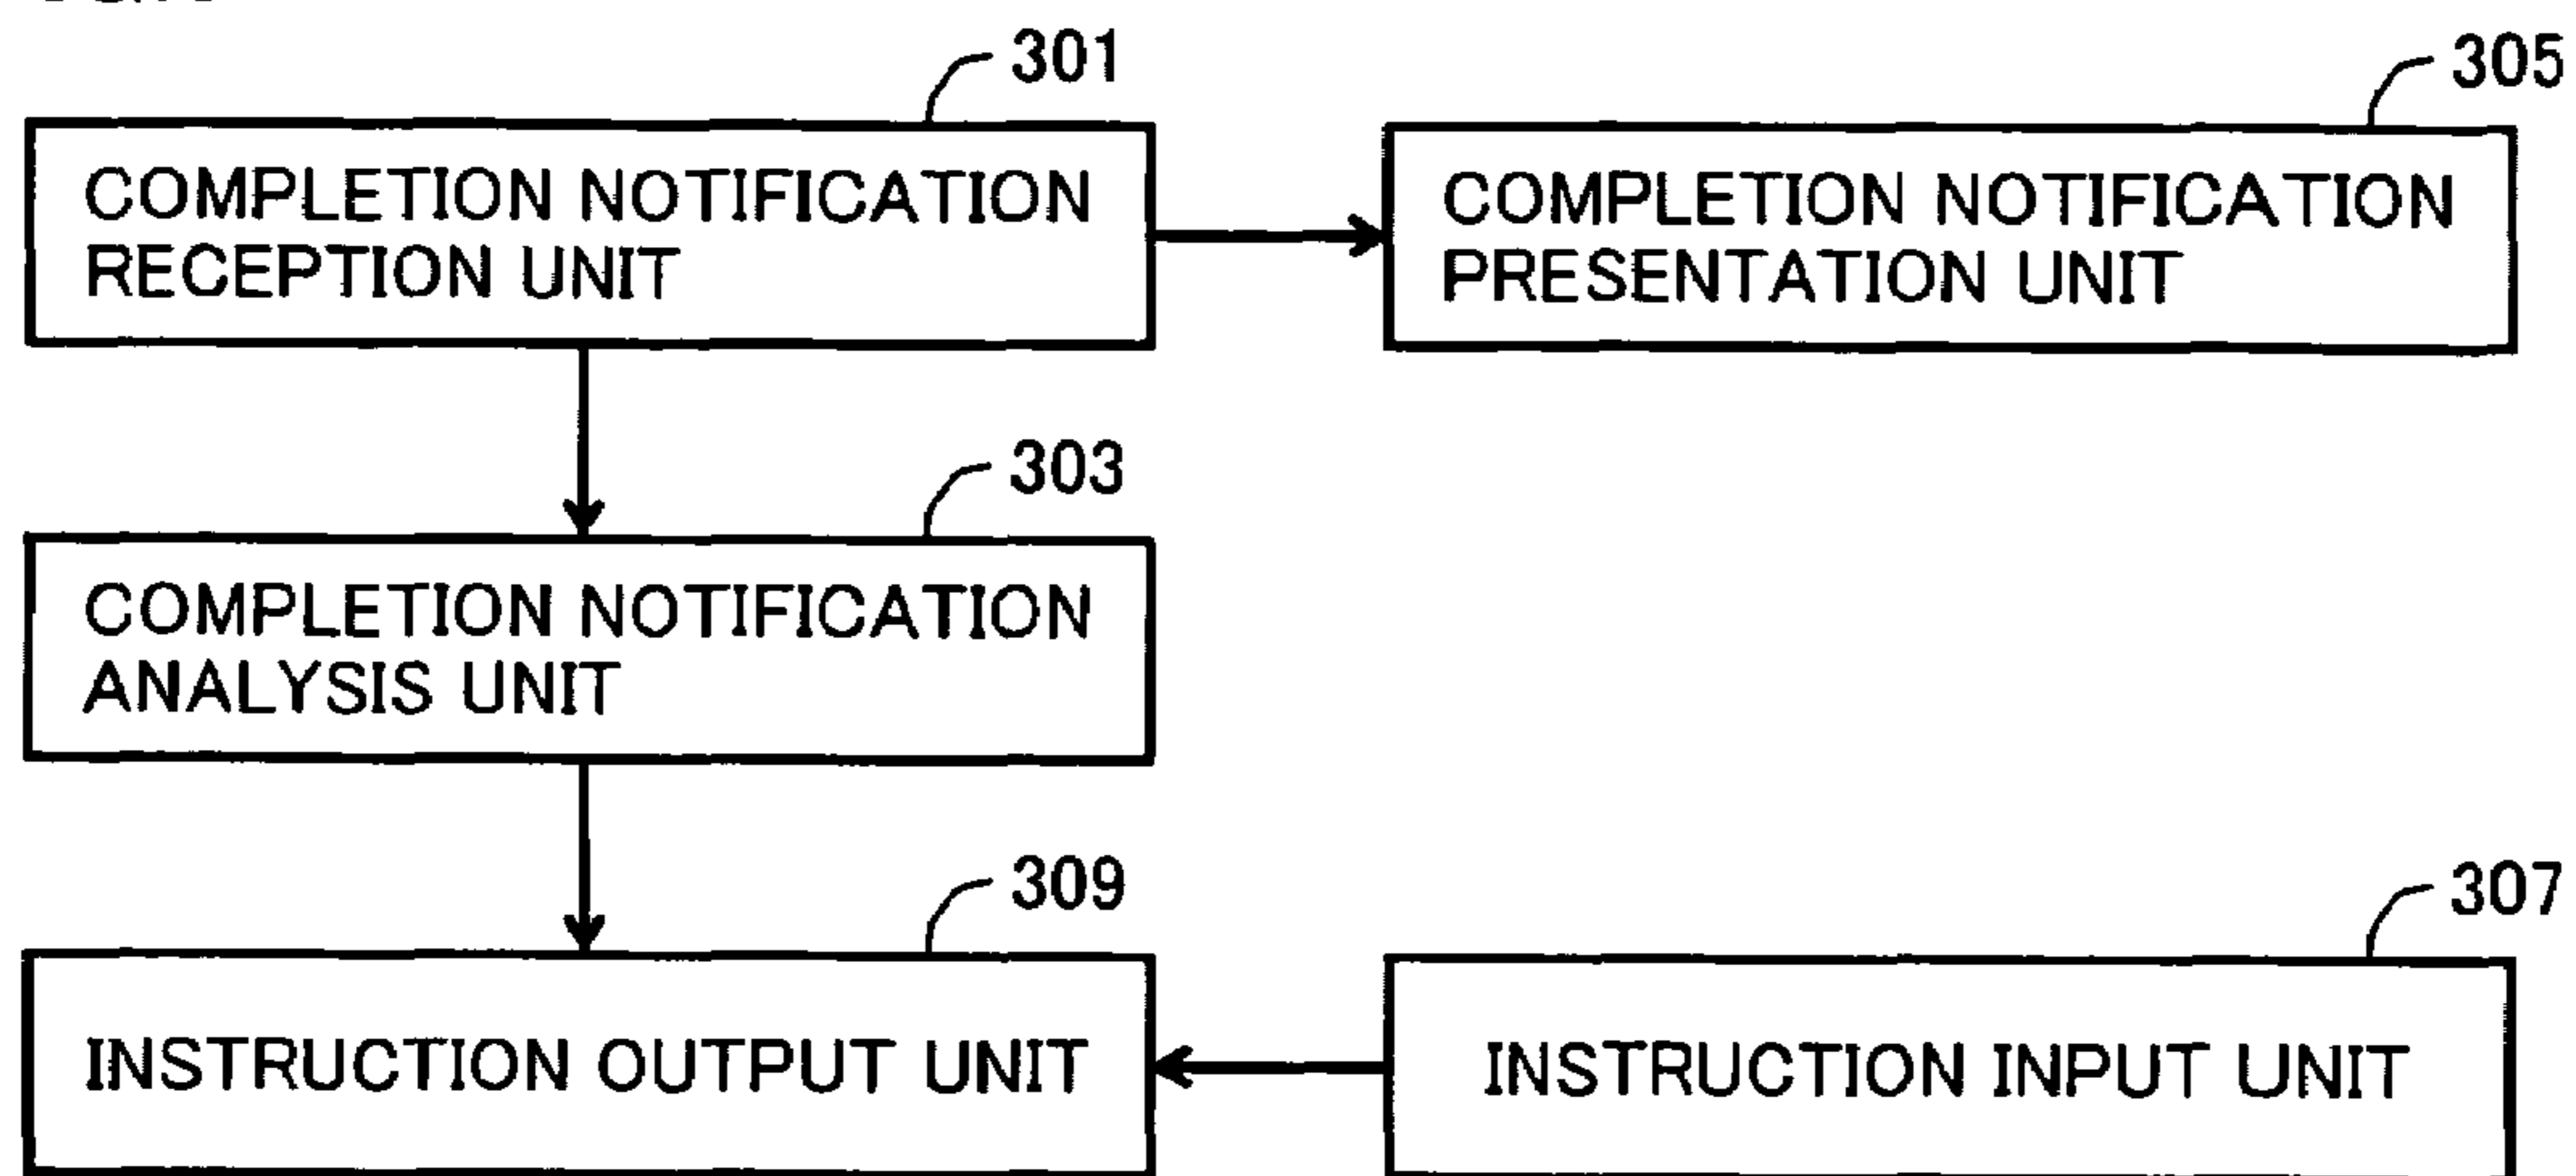 301
305
COMPLETION NOTIFICATION
RECEPTION UNIT
COMPLETION NOTIFICATION
PRESENTATION UNIT
303
COMPLETION NOTIFICATION
ANALYSIS UNIT
309
307
INSTRUCTION OUTPUT UNIT
INSTRUCTION INPUT UNIT